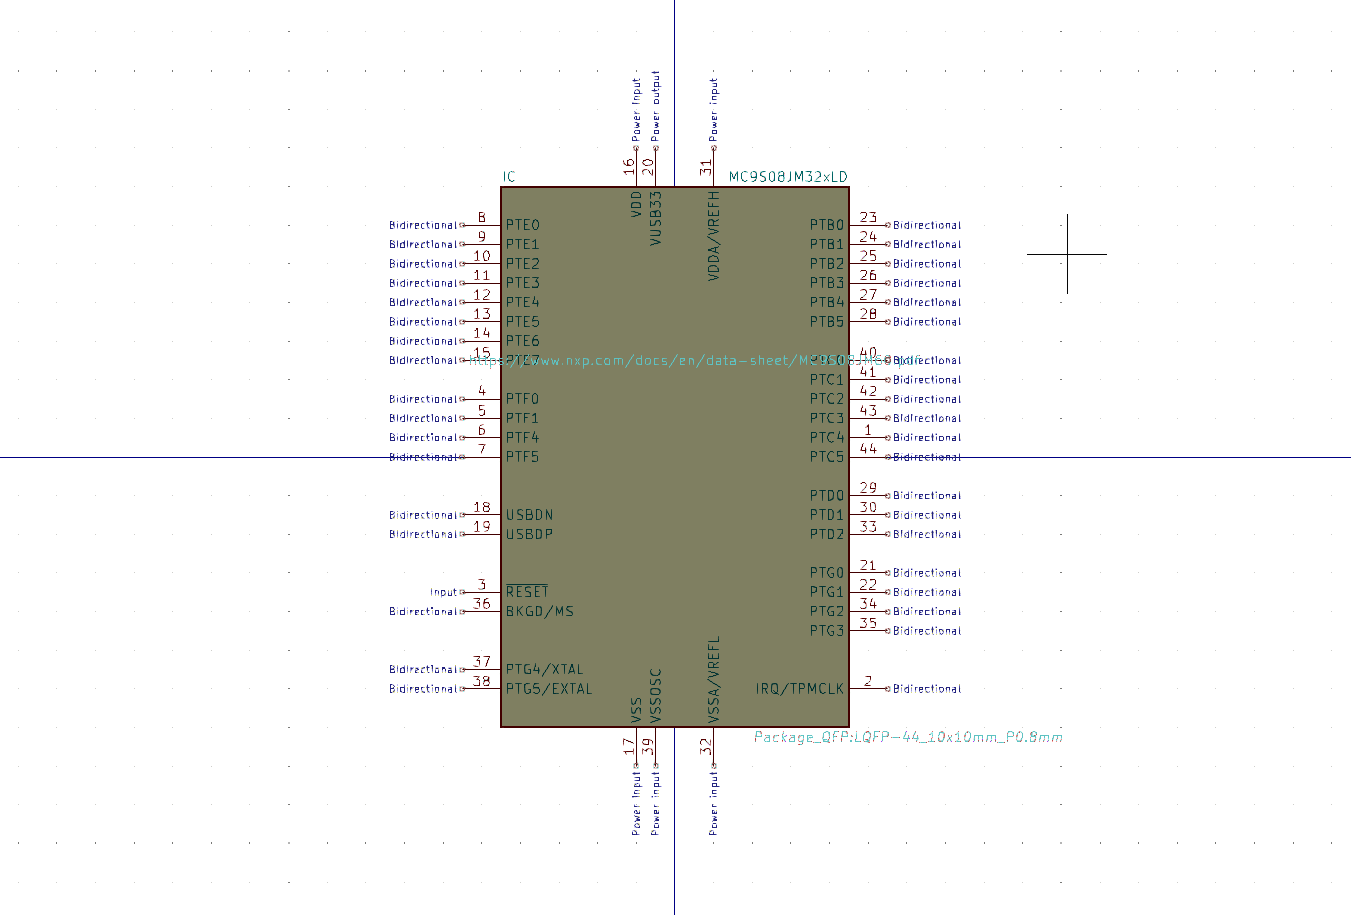 Power Input
Power output
Power input
16
20
31
IC
MC9S08JM32xLD
VDD
VUSB33
VDDA/VREFH
Bidirectional 8 PTE0
PTB0 23 Bidirectional
Bidirectional 9 PTE1
PTB1 24 Bidirectional
Bidirectional 10 PTE2
PTB2 25 Bidirectional
Bidirectional 11 PTE3
PTB3 26 Bidirectional
Bidirectional 12 PTE4
PTB4 27 Bidirectional
Bidirectional 13 PTE5
PTB5 28 Bidirectional
Bidirectional 14 PTE6
Bidirectional 15 PTE7
https://www.nxp.com/docs/en/data-sheet/MC9S08JM60.pdf
PTC0 40 Bidirectional
PTC1 41 Bidirectional
Bidirectional 4 PTF0
PTC2 42 Bidirectional
Bidirectional 5 PTF1
PTC3 43 Bidirectional
Bidirectional 6 PTF4
PTC4 1 Bidirectional
Bidirectional 7 PTF5
PTC5 44 Bidirectional
PTD0 29 Bidirectional
Bidirectional 18 USBDN
PTD1 30 Bidirectional
Bidirectional 19 USBDP
PTD2 33 Bidirectional
PTG0 21 Bidirectional
Input 3 RESET
PTG1 22 Bidirectional
Bidirectional 36 BKGD/MS
PTG2 34 Bidirectional
PTG3 35 Bidirectional
Bidirectional 37 PTG4/XTAL
Bidirectional 38 PTG5/EXTAL
IRQ/TPMCLK 2 Bidirectional
VSS
VSSOSC
VSSA/VREFL
Package_QFP:LQFP-44_10x10mm_P0.8mm
17
39
32
Power Input
Power input
Power input